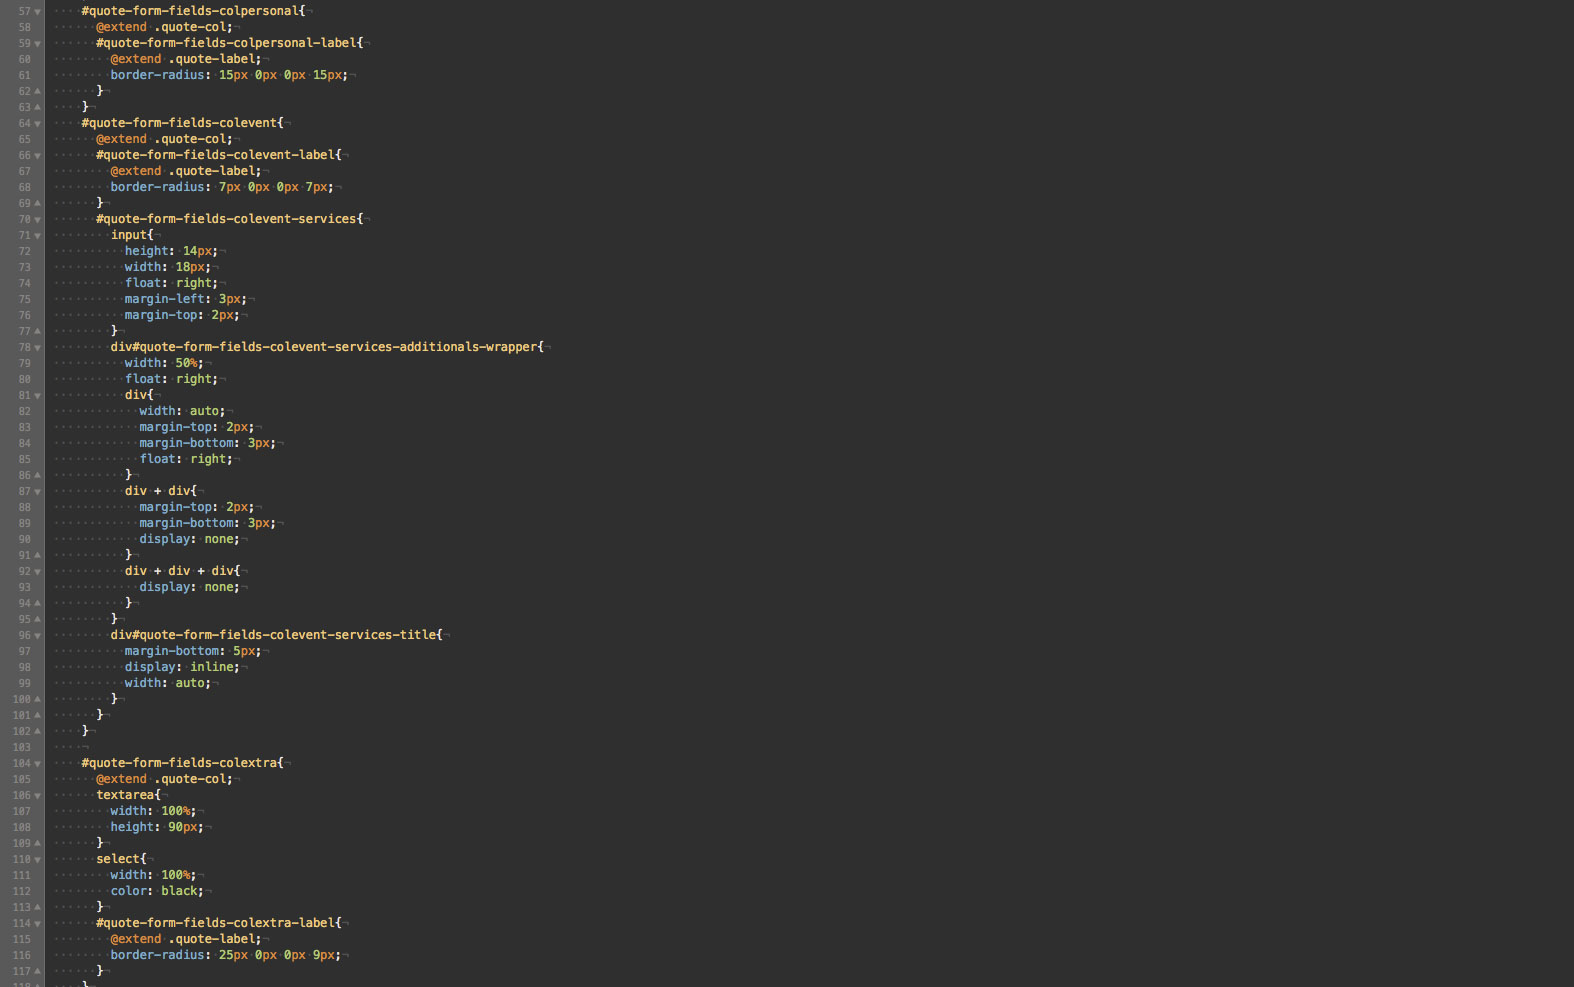 57 #quote-form-fields-colpersonal{
58 @extend .quote-col;
59 #quote-form-fields-colpersonal-label{
60 @extend .quote-label;
61 border-radius: 15px 0px 0px 15px;
62 }
63 }
64 #quote-form-fields-colevent{
65 @extend .quote-col;
66 #quote-form-fields-colevent-label{
67 @extend .quote-label;
68 border-radius: 7px 0px 0px 7px;
69 }
70 #quote-form-fields-colevent-services{
71 input{
72 height: 14px;
73 width: 18px;
74 float: right;
75 margin-left: 3px;
76 margin-top: 2px;
77 }
78 div#quote-form-fields-colevent-services-additionals-wrapper{
79 width: 50%;
80 float: right;
81 div{
82 width: auto;
83 margin-top: 2px;
84 margin-bottom: 3px;
85 float: right;
86 }
87 div + div{
88 margin-top: 2px;
89 margin-bottom: 3px;
90 display: none;
91 }
92 div + div + div{
93 display: none;
94 }
95 }
96 div#quote-form-fields-colevent-services-title{
97 margin-bottom: 5px;
98 display: inline;
99 width: auto;
100 }
101 }
102 }
103
104 #quote-form-fields-colextra{
105 @extend .quote-col;
106 textarea{
107 width: 100%;
108 height: 90px;
109 }
110 select{
111 width: 100%;
112 color: black;
113 }
114 #quote-form-fields-colextra-label{
115 @extend .quote-label;
116 border-radius: 25px 0px 0px 9px;
117 }
118 }